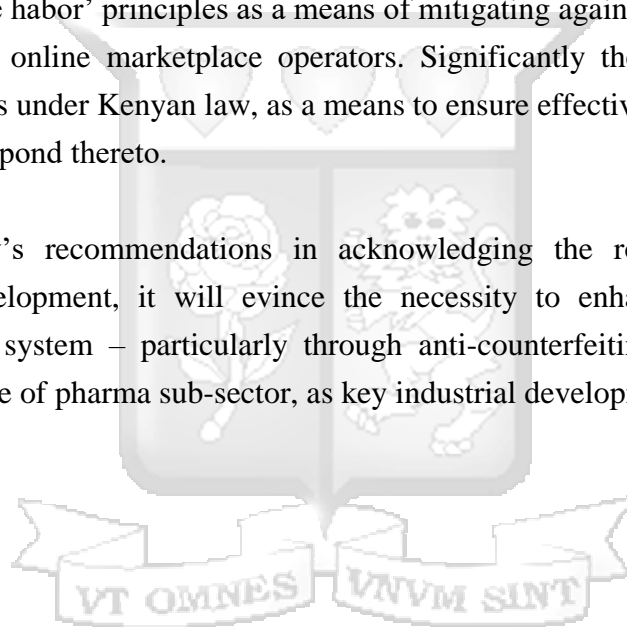 e habor’ principles as a means of mitigating again
online marketplace operators. Significantly the
s under Kenyan law, as a means to ensure effectiv
pond thereto.
y’s recommendations in acknowledging the r
elopment, it will evince the necessity to enha
system – particularly through anti-counterfeiti
e of pharma sub-sector, as key industrial develop
VT OMNES VNVM SINT